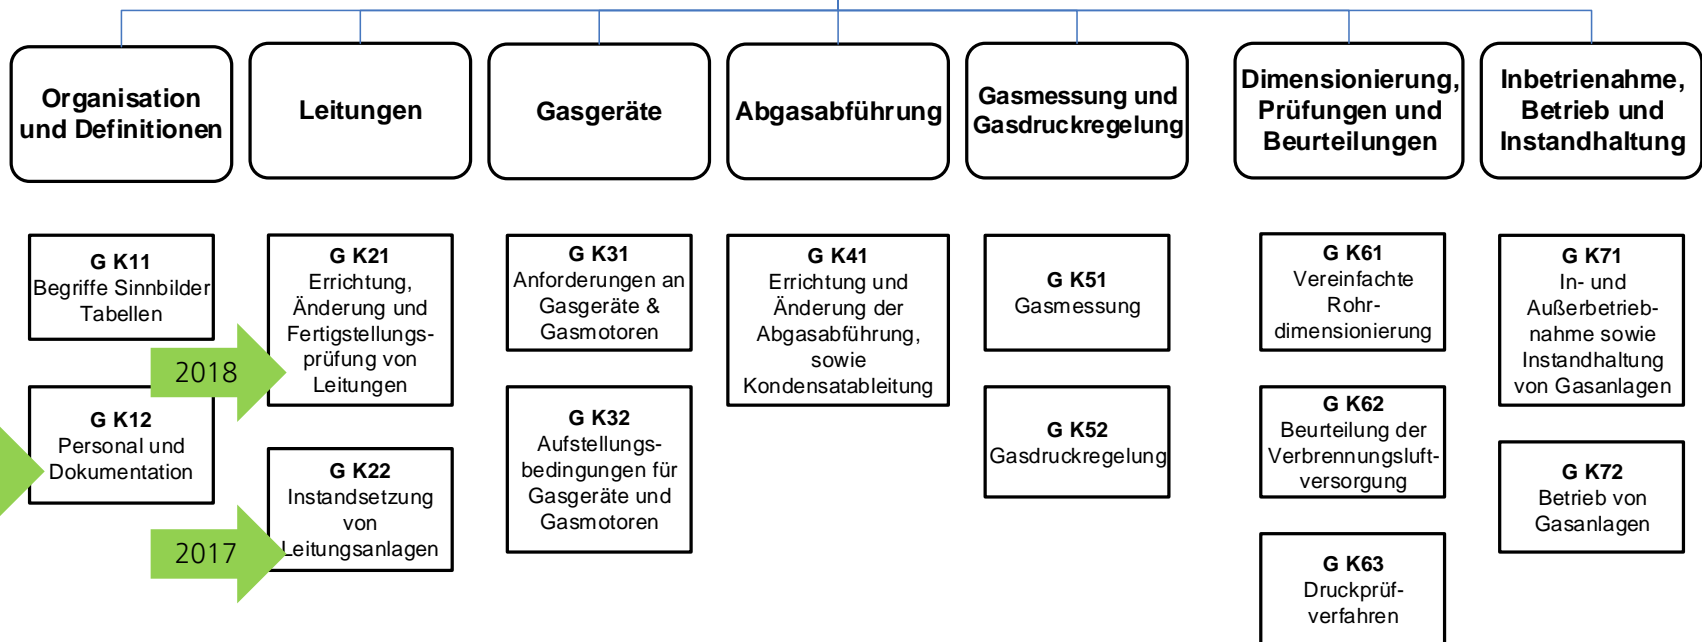 Organisation
und Definitionen
Leitungen
Gasgeräte
Abgasabführung
Gasmessung und
Gasdruckregelung
Dimensionierung,
Prüfungen und
Beurteilungen
Inbetrienahme,
Betrieb und
Instandhaltung
G K11
Begriffe Sinnbilder
Tabellen
G K12
Personal und
Dokumentation
G K21
Errichtung,
Änderung und
Fertigstellungs-
prüfung von
Leitungen
2018
G K22
Instandsetzung
von
Leitungsanlagen
2017
G K31
Anforderungen an
Gasgeräte &
Gasmotoren
G K32
Aufstellungs-
bedingungen für
Gasgeräte und
Gasmotoren
G K41
Errichtung und
Änderung der
Abgasabführung,
sowie
Kondensatableitung
G K51
Gasmessung
G K52
Gasdruckregelung
G K61
Vereinfachte
Rohr-
dimensionierung
G K62
Beurteilung der
Verbrennungsluft-
versorgung
G K63
Druckprüf-
verfahren
G K71
In- und
Außerbetrieb-
nahme sowie
Instandhaltung
von Gasanlagen
G K72
Betrieb von
Gasanlagen